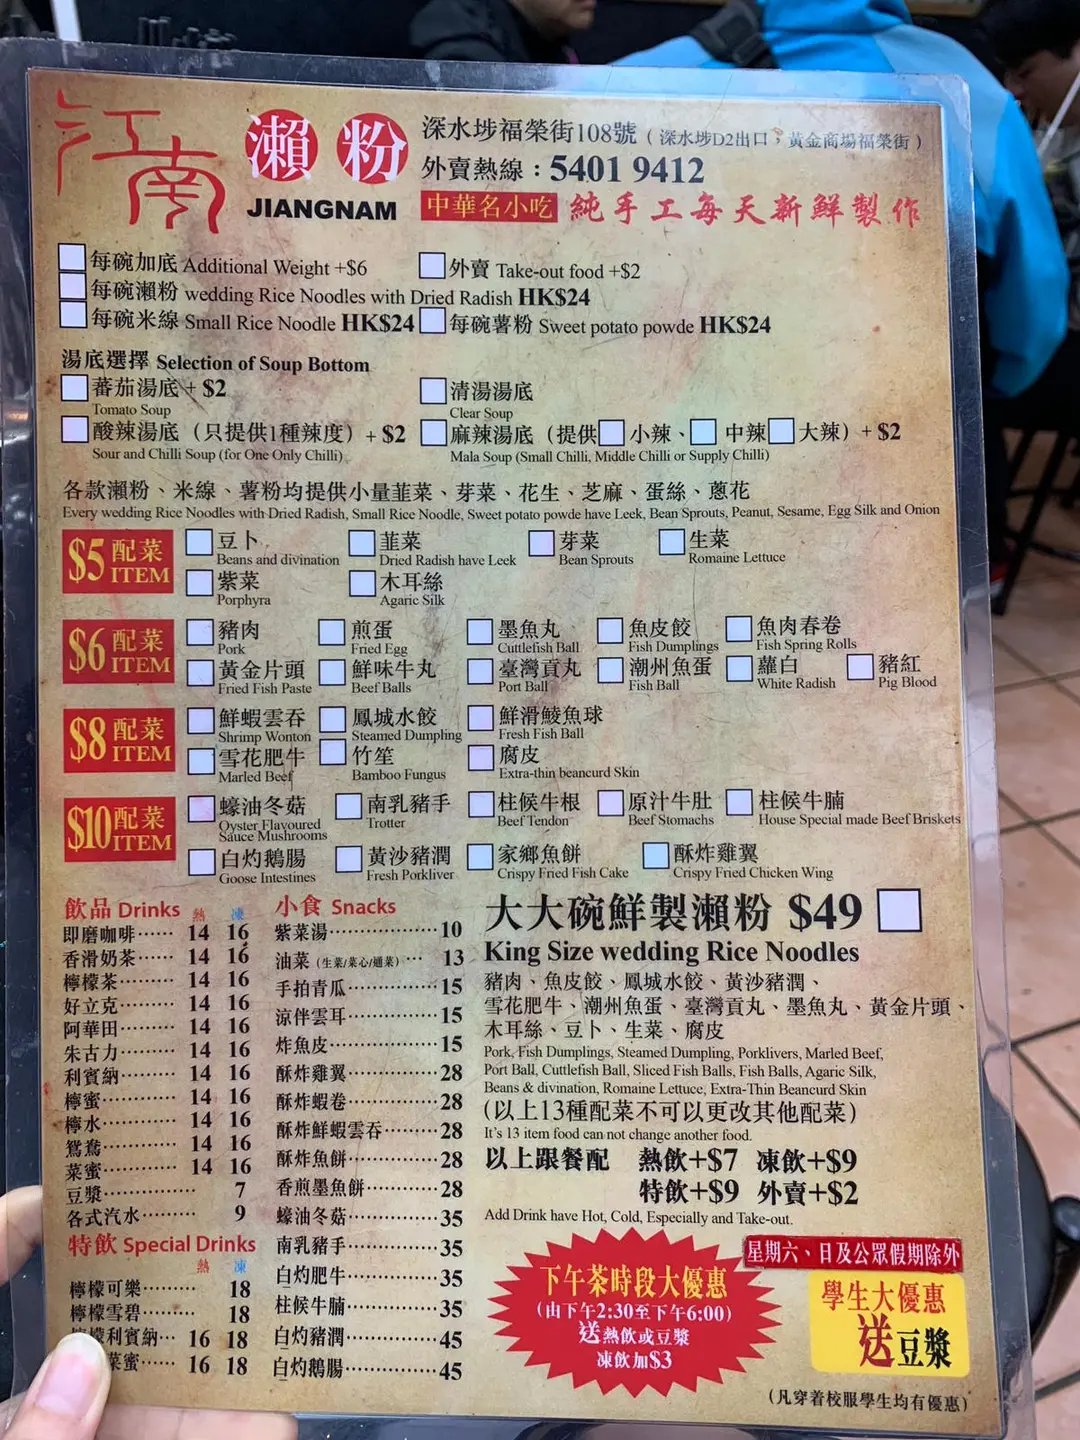 江南 瀨粉
JIANGNAM
深水埗福榮街108號（深水埗D2出口，黃金商場福榮街）
外賣熱線：5401 9412
中華名小吃 純手工每天新鮮製作
每碗加底 Additional Weight +$6
外賣 Take-out food +$2
每碗瀨粉 wedding Rice Noodles with Dried Radish HK$24
每碗米線 Small Rice Noodle HK$24
每碗薯粉 Sweet potato powde HK$24
湯底選擇 Selection of Soup Bottom
蕃茄湯底 + $2
Tomato Soup
清湯湯底
Clear Soup
酸辣湯底（只提供1種辣度）+ $2
Sour and Chilli Soup (for One Only Chilli)
麻辣湯底（提供 小辣、 中辣 大辣）+ $2
Mala Soup (Small Chilli, Middle Chilli or Supply Chilli)
各款瀨粉、米線、薯粉均提供小量韮菜、芽菜、花生、芝麻、蛋絲、蔥花
Every wedding Rice Noodles with Dried Radish, Small Rice Noodle, Sweet potato powde have Leek, Bean Sprouts, Peanut, Sesame, Egg Silk and Onion
$5 配菜 ITEM
豆卜 韮菜 芽菜 生菜
Beans and divination Dried Radish have Leek Bean Sprouts Romaine Lettuce
紫菜 木耳絲
Porphyra Agaric Silk
$6 配菜 ITEM
豬肉 煎蛋 墨魚丸 魚皮餃 魚肉春卷
Pork Fried Egg Cuttlefish Ball Fish Dumplings Fish Spring Rolls
黃金片頭 鮮味牛丸 臺灣貢丸 潮州魚蛋 蘿白 豬紅
Fried Fish Paste Beef Balls Port Ball Fish Ball White Radish Pig Blood
$8 配菜 ITEM
鮮蝦雲吞 鳳城水餃 鮮滑鯪魚球
Shrimp Wonton Steamed Dumpling Fresh Fish Ball
雪花肥牛 竹笙 腐皮
Marled Beef Bamboo Fungus Extra-thin beancurd Skin
$10 配菜 ITEM
蠔油冬菇 南乳豬手 柱候牛根 原汁牛肚 柱候牛腩
Oyster Flavoured Sauce Mushrooms Trotter Beef Tendon Beef Stomachs House Special made Beef Briskets
白灼鵝腸 黃沙豬潤 家鄉魚餅 酥炸雞翼
Goose Intestines Fresh Porkliver Crispy Fried Fish Cake Crispy Fried Chicken Wing
飲品 Drinks 熱 凍
即磨咖啡…… 14 16
香滑奶茶…… 14 16
檸檬茶…… 14 16
好立克…… 14 16
阿華田…… 14 16
朱古力…… 14 16
利賓納…… 14 16
檸蜜…… 14 16
檸水…… 14 16
鴛鴦…… 14 16
菜蜜…… 14 16
豆漿…… 7
各式汽水…… 9
特飲 Special Drinks
熱 凍
檸檬可樂…… 18
檸檬雪碧…… 18
檬利賓納… 16 18
菜蜜…… 16 18
小食 Snacks
紫菜湯…… 10
油菜（生菜/菜心/通菜）… 13
手拍青瓜…… 15
涼伴雲耳…… 15
炸魚皮…… 15
酥炸雞翼…… 28
酥炸蝦卷…… 28
酥炸鮮蝦雲吞…… 28
酥炸魚餅…… 28
香煎墨魚餅…… 28
蠔油冬菇…… 35
南乳豬手…… 35
白灼肥牛…… 35
柱候牛腩…… 35
白灼豬潤…… 45
白灼鵝腸…… 45
大大碗鮮製瀨粉 $49
King Size wedding Rice Noodles
豬肉、魚皮餃、鳳城水餃、黃沙豬潤、
雪花肥牛、潮州魚蛋、臺灣貢丸、墨魚丸、黃金片頭、
木耳絲、豆卜、生菜、腐皮
Pork, Fish Dumplings, Steamed Dumpling, Porklivers, Marled Beef,
Port Ball, Cuttlefish Ball, Sliced Fish Balls, Fish Balls, Agaric Silk,
Beans & divination, Romaine Lettuce, Extra-Thin Beancurd Skin
（以上13種配菜不可以更改其他配菜）
It's 13 item food can not change another food.
以上跟餐配 熱飲+$7 凍飲+$9
特飲+$9 外賣+$2
Add Drink have Hot, Cold, Especially and Take-out.
下午茶時段大優惠
（由下午2:30至下午6:00）
送熱飲或豆漿
凍飲加$3
星期六、日及公眾假期除外
學生大優惠
送豆漿
（凡穿着校服學生均有優惠）